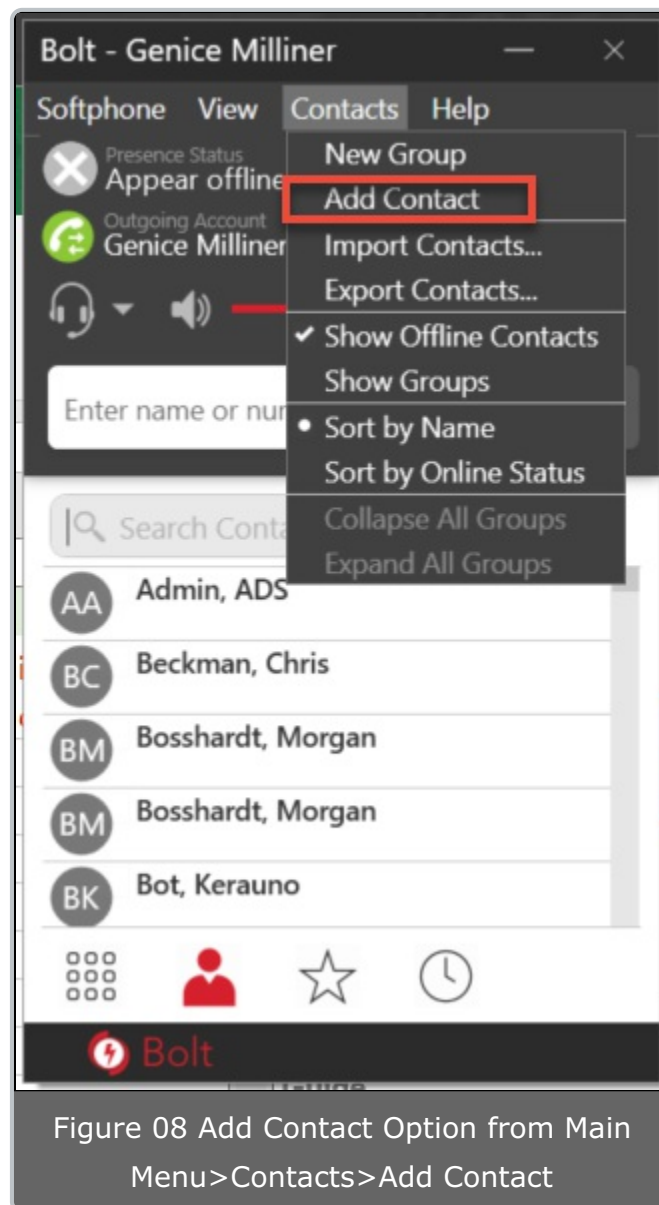 Bolt - Genice Milliner
Softphone View Contacts Help
Presence Status
Appear offline
Outgoing Account
Genice Milliner
New Group
Add Contact
Import Contacts...
Export Contacts...
Show Offline Contacts
Show Groups
Sort by Name
Sort by Online Status
Collapse All Groups
Expand All Groups
Enter name or
Search
AA Admin, ADS
BC Beckman, Chris
BM Bosshardt, Morgan
BM Bosshardt, Morgan
BK Bot, Kerauno
Bolt
Figure 08 Add Contact Option from Main
Menu>Contacts>Add Contact